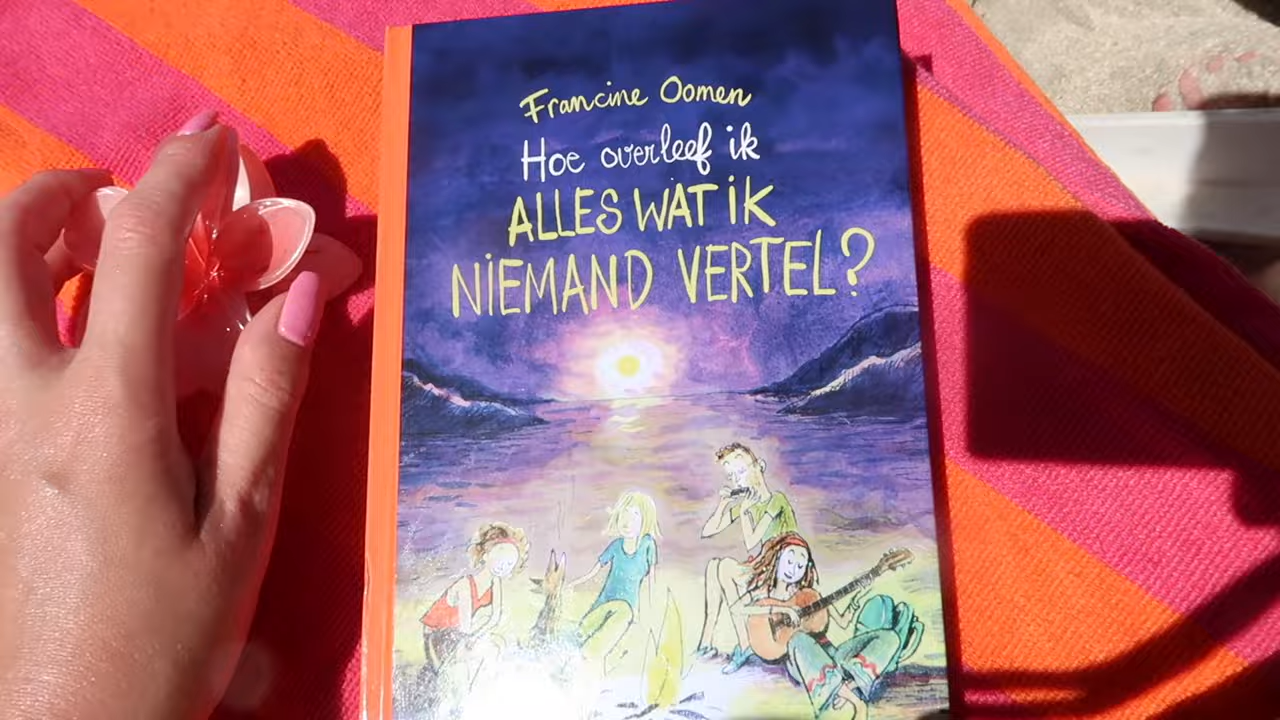 Francine Oomen
Hoe overleef ik
ALLES WAT iK
NiEMAND VERTEL?